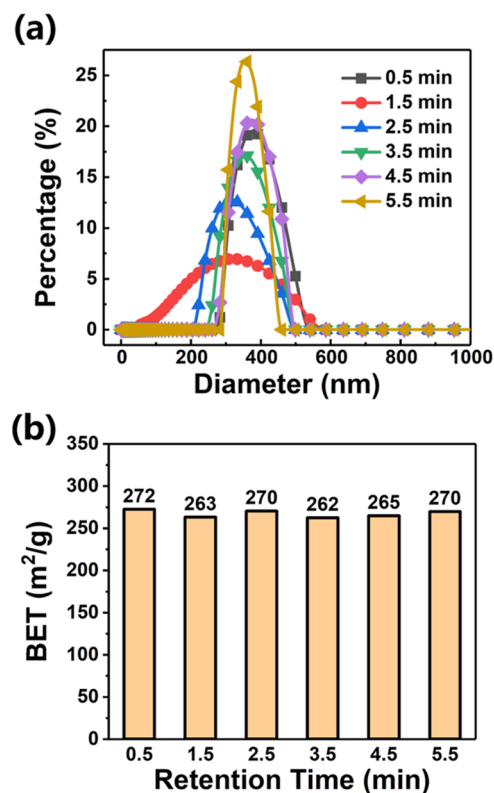 (a)
25
20
15
10
5
0
Percentage (%)
0.5 min
1.5 min
2.5 min
3.5 min
4.5 min
5.5 min
0 200 400 600 800 1000
Diameter (nm)
(b)
350
300
250
200
150
100
50
0
BET (m²/g)
272 263 270 262 265 270
0.5 1.5 2.5 3.5 4.5 5.5
Retention Time (min)